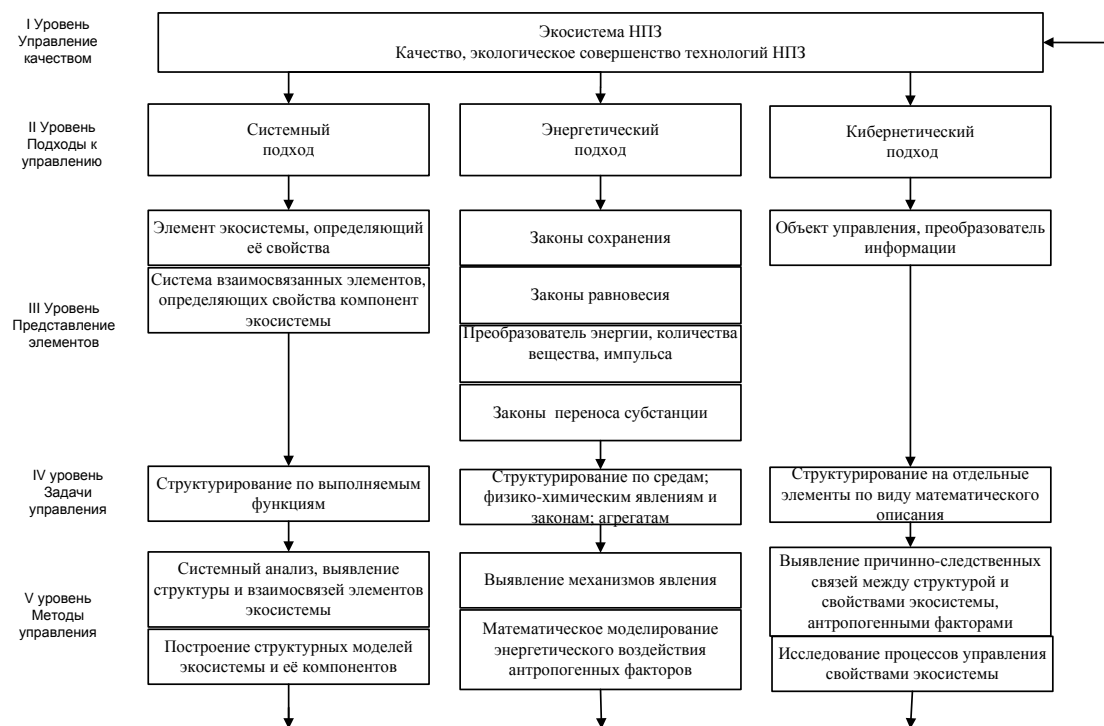 I Уровень
Управление
качеством
Экосистема НПЗ
Качество, экологическое совершенство технологий НПЗ
II Уровень
Подходы к
управлению
Системный
подход
Энергетический
подход
Кибернетический
подход
III Уровень
Представление
элементов
Элемент экосистемы, определяющий
её свойства
Система взаимосвязанных элементов,
определяющих свойства компонент
экосистемы
Законы сохранения
Законы равновесия
Преобразователь энергии, количества
вещества, импульса
Законы переноса субстанции
Объект управления, преобразователь
информации
IV уровень
Задачи
управления
Структурирование по выполняемым
функциям
Структурирование по средам;
физико-химическим явлениям и
законам; агрегатам
Структурирование на отдельные
элементы по виду математического
описания
V уровень
Методы
управления
Системный анализ, выявление
структуры и взаимосвязей элементов
экосистемы
Построение структурных моделей
экосистемы и её компонентов
Выявление механизмов явления
Математическое моделирование
энергетического воздействия
антропогенных факторов
Выявление причинно-следственных
связей между структурой и
свойствами экосистемы,
антропогенными факторами
Исследование процессов управления
свойствами экосистемы